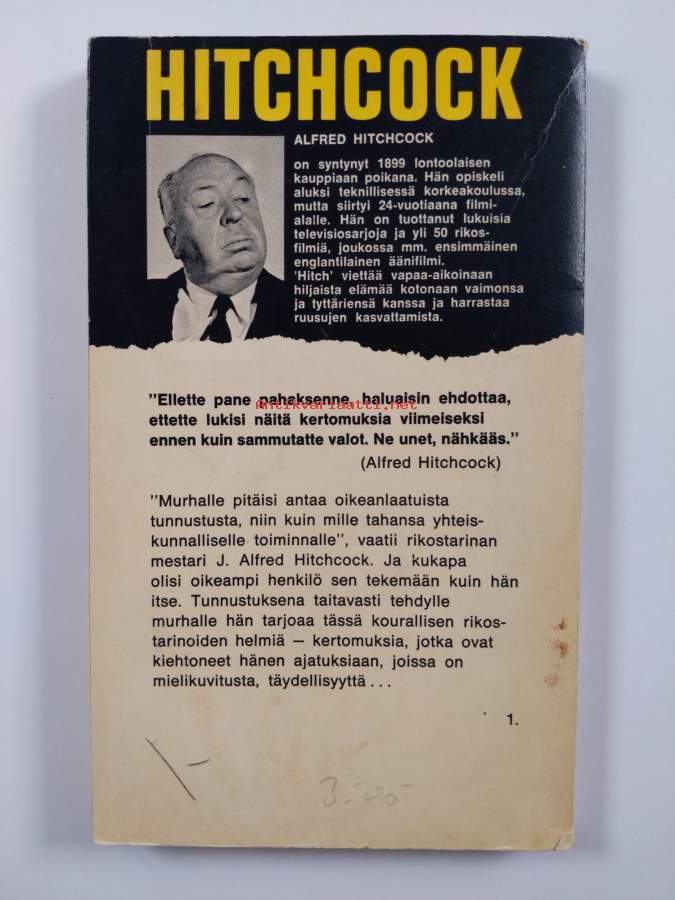 HITCHCOCK
ALFRED HITCHCOCK
on syntynyt 1899 lontoolaisen
kauppiaan poikana. Hän opiskeli
aluksi teknillisessä korkeakoulussa,
mutta siirtyi 24-vuotiaana filmi-
alalle. Hän on tuottanut lukuisia
televisiosarjoja ja yli 50 rikos-
filmiä, joukossa mm. ensimmäinen
englantilainen äänifilmi.
'Hitch' viettää vapaa-aikoinaan
hiljaista elämää kotonaan vaimonsa
ja tyttäriensä kanssa ja harrastaa
ruusujen kasvattamista.
"Ellette pane pahaksenne, haluaisin ehdottaa,
antikvariaatti.net
ettette lukisi näitä kertomuksia viimeiseksi
ennen kuin sammutatte valot. Ne unet, nähkääs."
(Alfred Hitchcock)
"Murhalle pitäisi antaa oikeanlaatuista
tunnustusta, niin kuin mille tahansa yhteis-
kunnalliselle toiminnalle", vaatii rikostarinan
mestari J. Alfred Hitchcock. Ja kukapa
olisi oikeampi henkilö sen tekemään kuin hän
itse. Tunnustuksena taitavasti tehdylle
murhalle hän tarjoaa tässä kourallisen rikos-
tarinoiden helmiä – kertomuksia, jotka ovat
kiehtoneet hänen ajatuksiaan, joissa on
mielikuvitusta, täydellisyyttä ...
1.